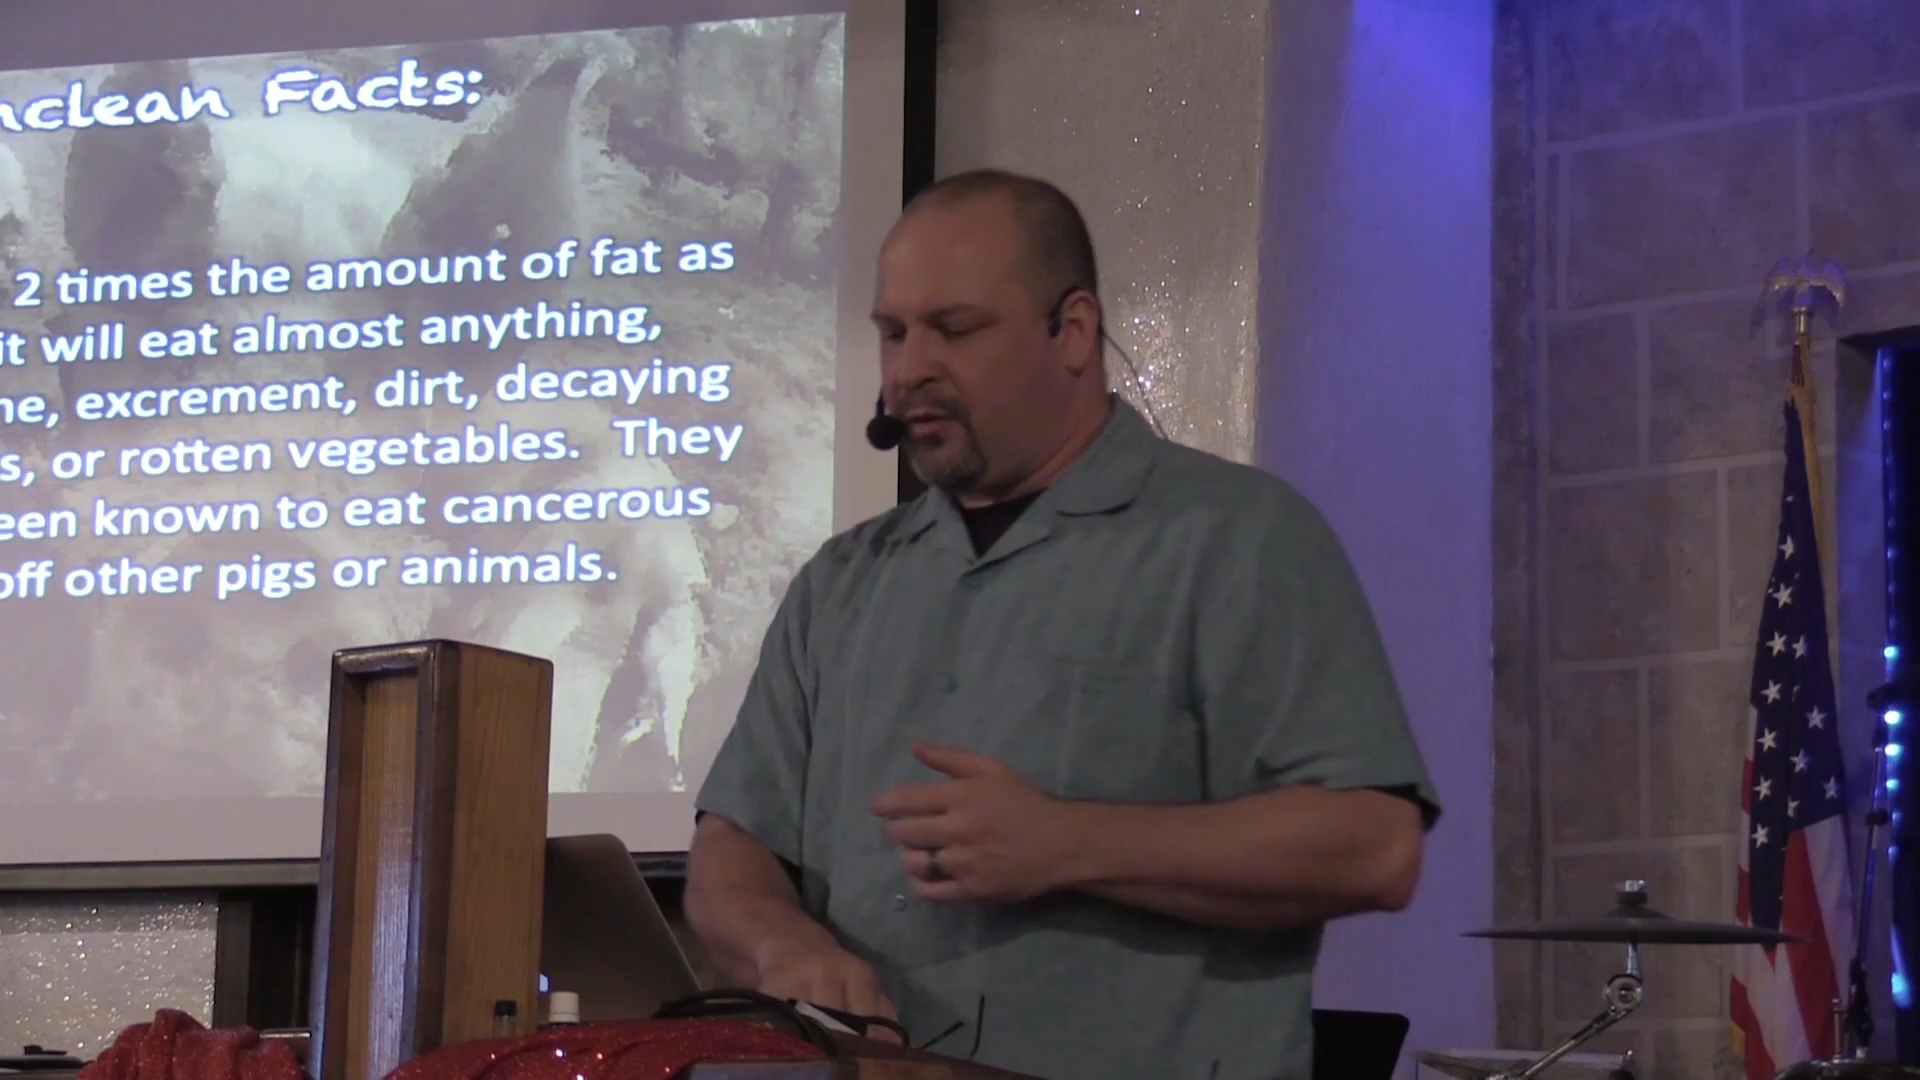 nclean Facts:
2 times the amount of fat as
it will eat almost anything,
ne, excrement, dirt, decaying
s, or rotten vegetables. They
een known to eat cancerous
off other pigs or animals.